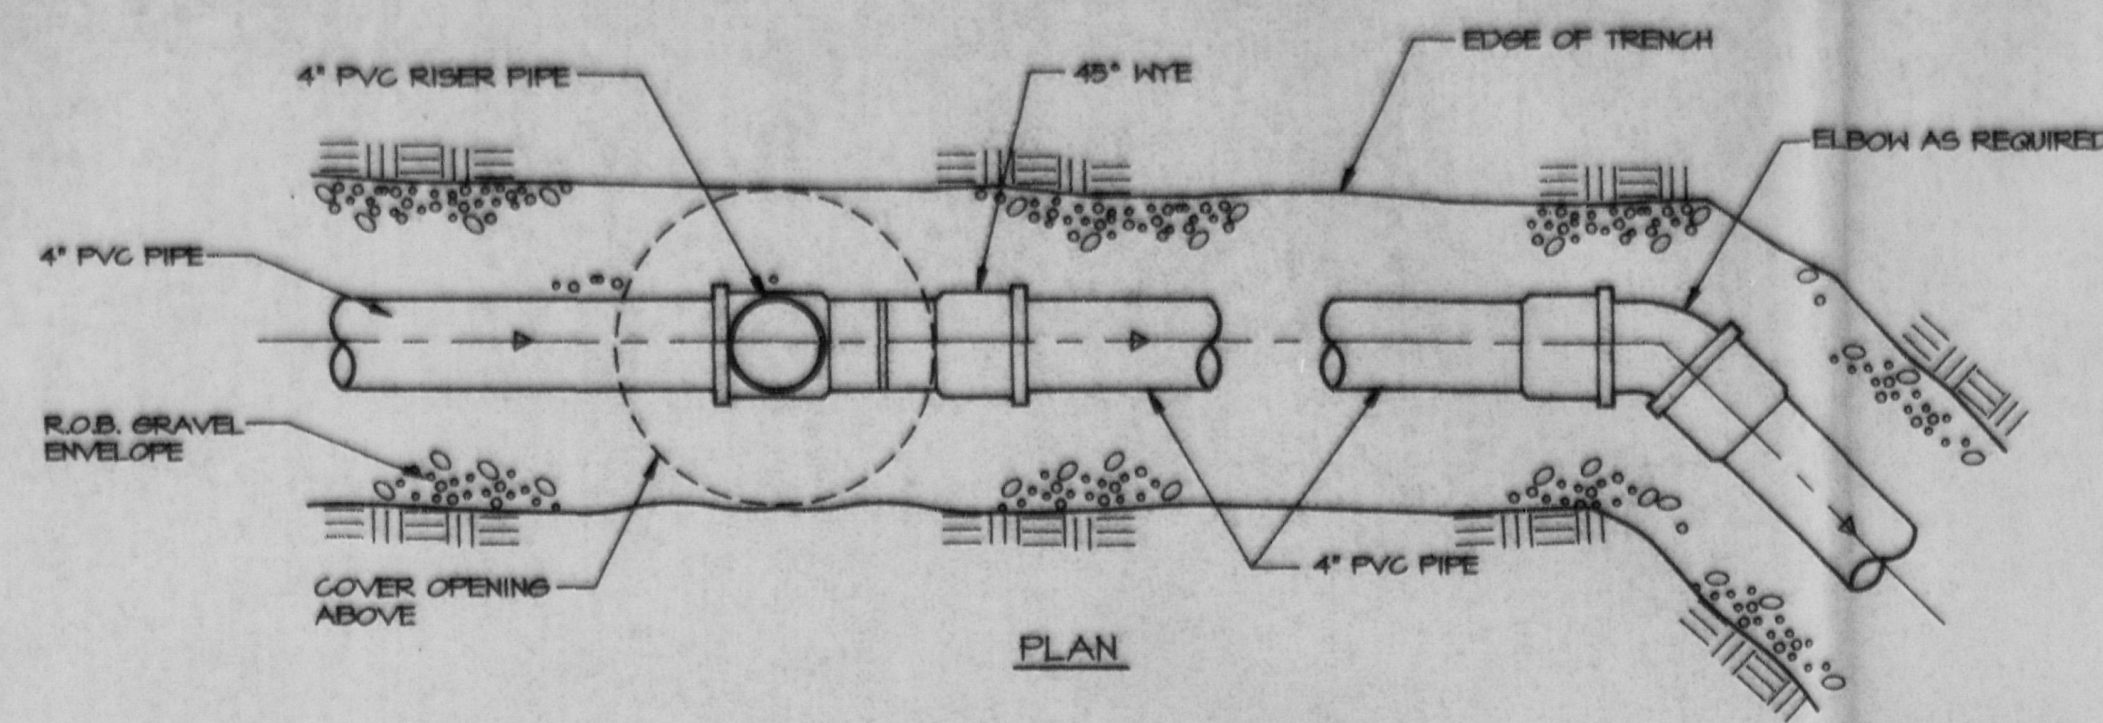 EDGE OF TRENCH
4" PVC RISER PIPE
45° WYE
ELBOW AS REQUIRED
4" PVC PIPE
R.O.B. GRAVEL
ENVELOPE
4" PVC PIPE
COVER OPENING
ABOVE
PLAN